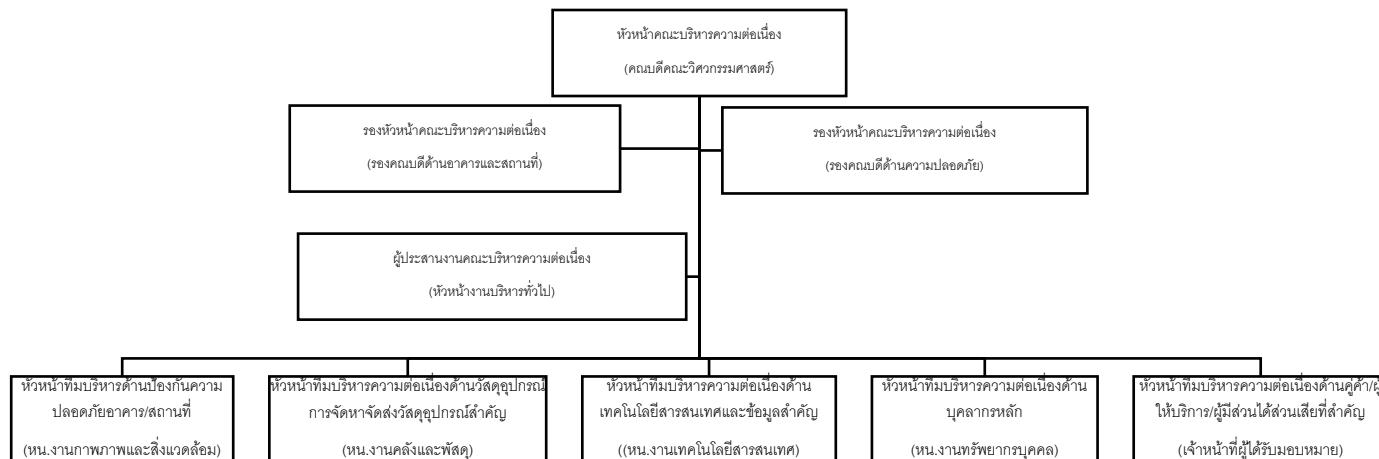 หัวหน้าคณะบริหารความต่อเนื่อง
(คณบดีคณะวิศวกรรมศาสตร์)
รองหัวหน้าคณะบริหารความต่อเนื่อง
(รองคณบดีด้านอาคารและสถานที่)
รองหัวหน้าคณะบริหารความต่อเนื่อง
(รองคณบดีด้านความปลอดภัย)
ผู้ประสานงานคณะบริหารความต่อเนื่อง
(หัวหน้างานบริหารทั่วไป)
หัวหน้าทีมบริหารด้านป้องกันความ
ปลอดภัยอาคาร/สถานที่
(หน.งานกาพภาพและสิ่งแวดล้อม)
หัวหน้าทีมบริหารความต่อเนื่องด้านวัสดุอุปกรณ์
การจัดหาจัดส่งวัสดุอุปกรณ์สำคัญ
(หน.งานคลังและพัสดุ)
หัวหน้าทีมบริหารความต่อเนื่องด้าน
เทคโนโลยีสารสนเทศและข้อมูลสำคัญ
((หน.งานเทคโนโลยีสารสนเทศ)
หัวหน้าทีมบริหารความต่อเนื่องด้าน
บุคลากรหลัก
(หน.งานทรัพยากรบุคคล)
หัวหน้าทีมบริหารความต่อเนื่องด้านคู่ค้า/ผู้
ให้บริการ/ผู้มีส่วนได้ส่วนเสียที่สำคัญ
(เจ้าหน้าที่ผู้ได้รับมอบหมาย)